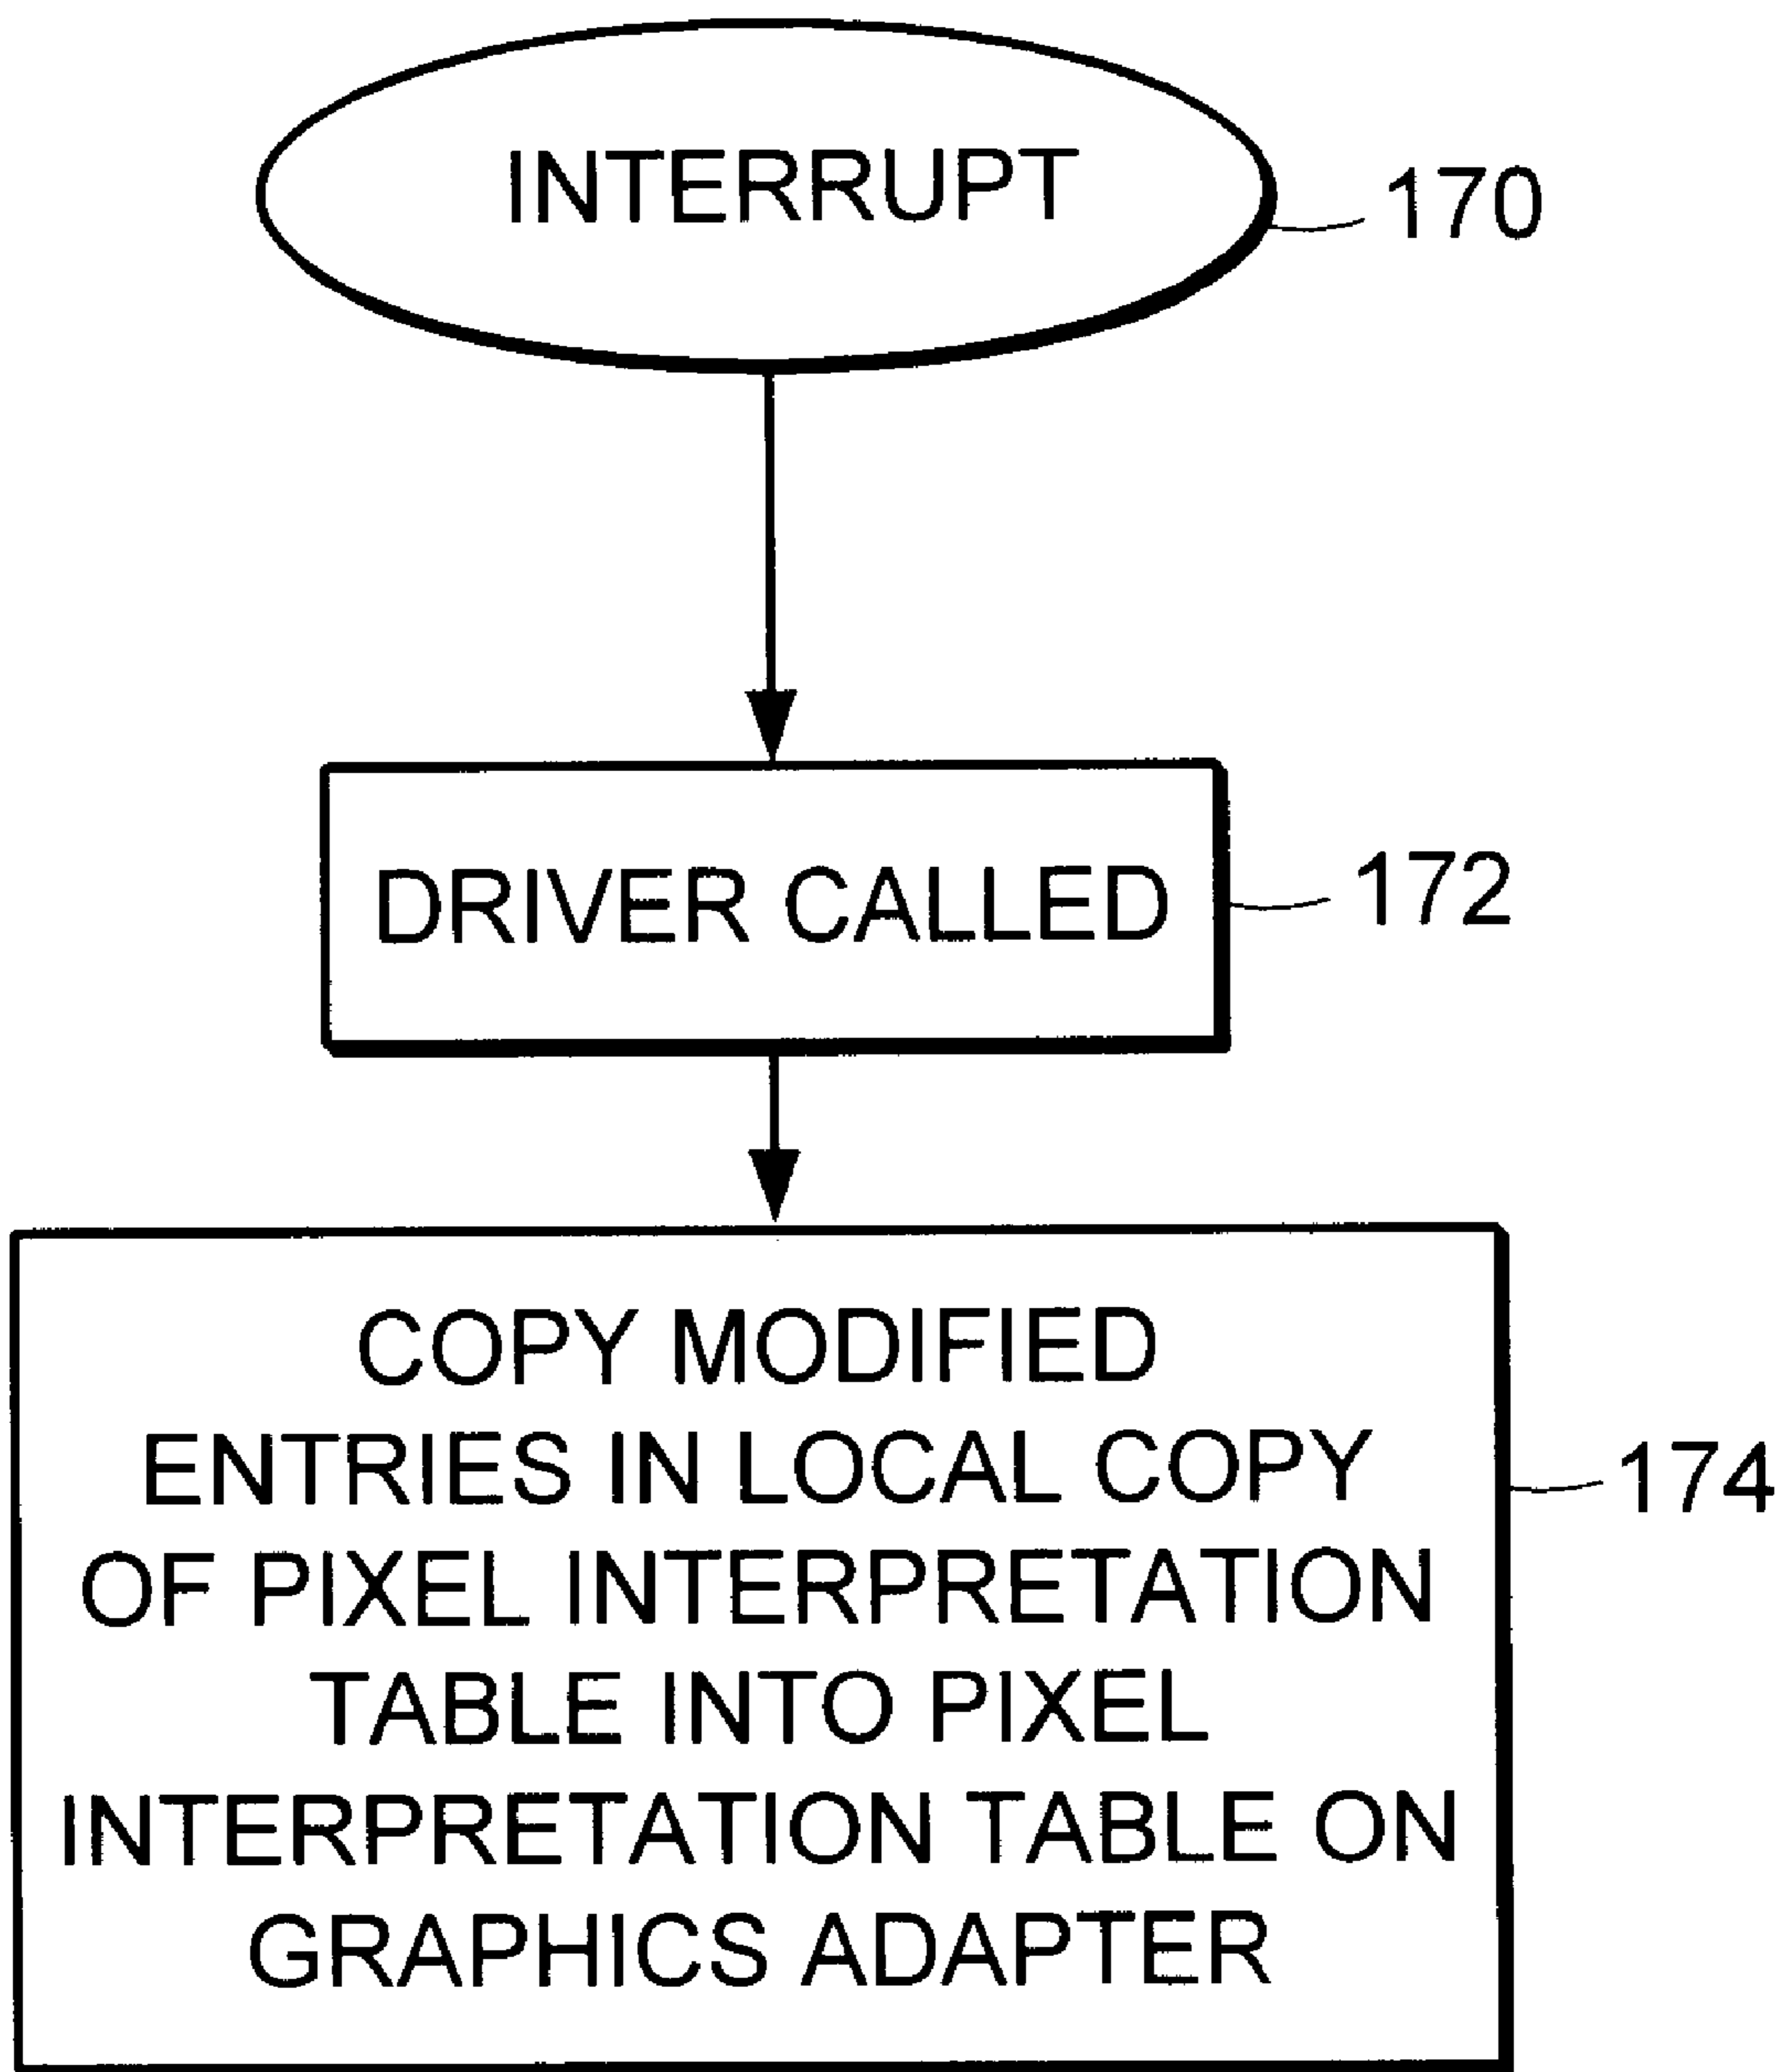 INTERRUPT
170
DRIVER CALLED
172
COPY MODIFIED
ENTRIES IN LOCAL COPY
OF PIXEL INTERPRETATION
TABLE INTO PIXEL
INTERPRETATION TABLE ON
GRAPHICS ADAPTER
174